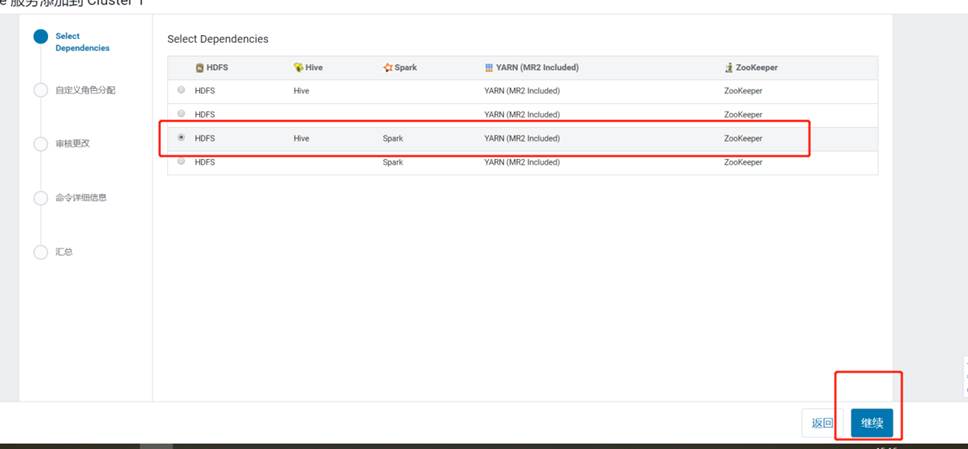 e 服务添加到 Cluster 1
Select
Dependencies
自定义角色分配
审核更改
命令详细信息
汇总
Select Dependencies
HDFS Hive Spark YARN (MR2 Included) ZooKeeper
HDFS Hive YARN (MR2 Included) ZooKeeper
HDFS YARN (MR2 Included) ZooKeeper
HDFS Hive Spark YARN (MR2 Included) ZooKeeper
HDFS Spark YARN (MR2 Included) ZooKeeper
返回 继续